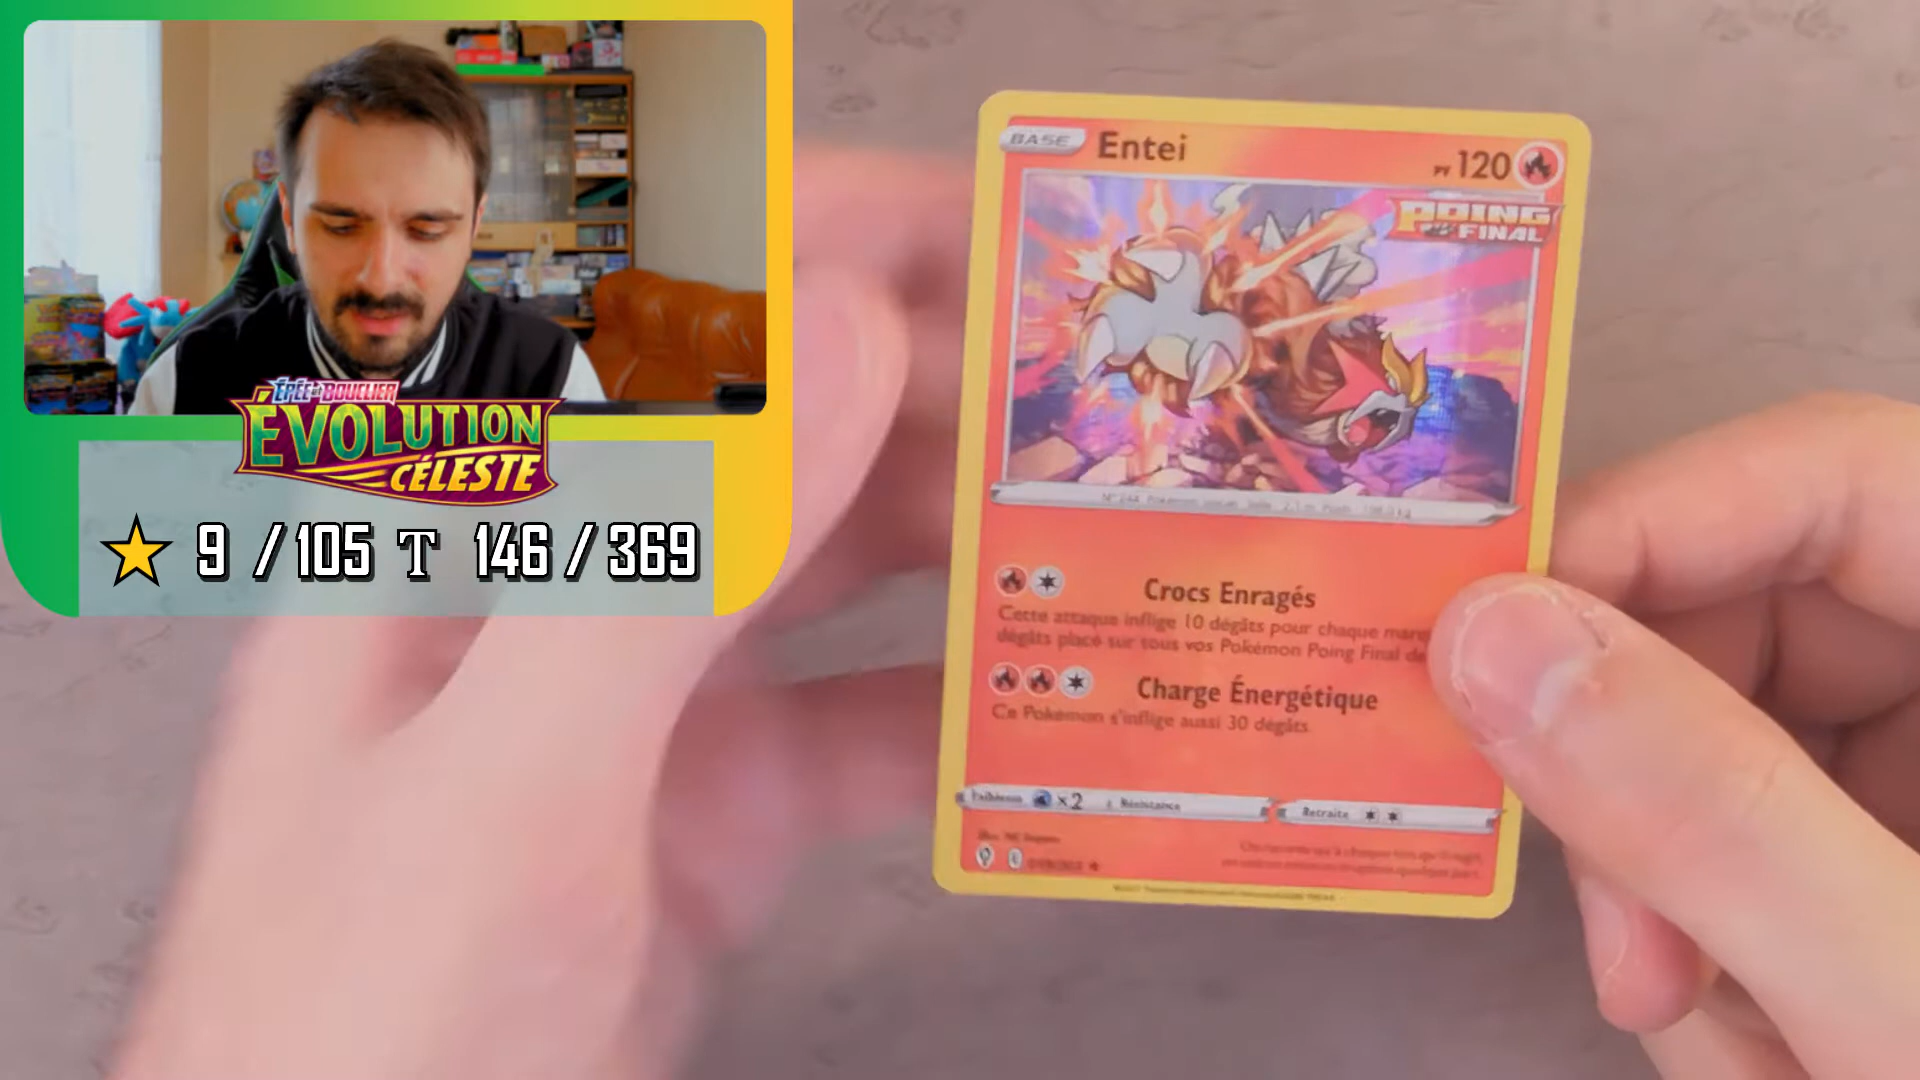 ÉPÉE ET BOUCLIER
ÉVOLUTION
CÉLESTE
9 / 105 T 146 / 369
BASE
Entei
PV 120
POING
FINAL
Crocs Enragés
Cette attaque inflige 10 dégâts pour chaque
dégâts placé sur tous vos Pokémon Poing Final de
Charge Énergétique
Ce Pokémon s'inflige aussi 30 dégâts
Faiblesse ×2 Résistance
Retraite